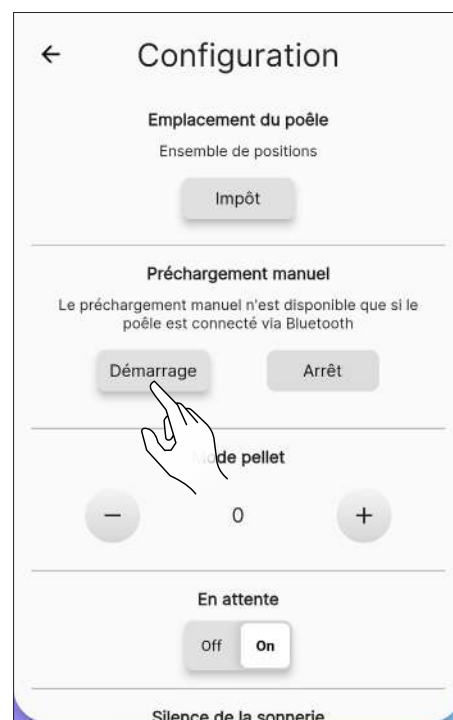 Configuration
Emplacement du poêle
Ensemble de positions
Impôt
Préchargement manuel
Le préchargement manuel n'est disponible que si le
poêle est connecté via Bluetooth
Démarrage Arrêt
Mode pellet
− 0 +
En attente
Off On
Silence de la sonnerie